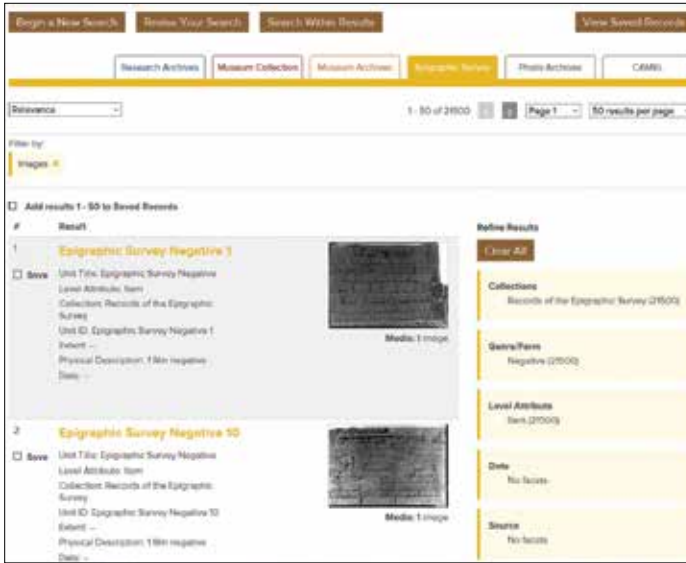 Begin a New Search
Revise Your Search
Search Within Results
View Saved Records
Research Archives
Museum Collection
Museum Archives
Epigraphic Survey
Photo Archives
CAMEL
Relevance
1 - 50 of 21500
Page 1
50 results per page
Filter by:
Images
Add results 1 - 50 to Saved Records
# Result
1 Epigraphic Survey Negative 1
Save
Unit Title: Epigraphic Survey Negative
Level Attribute: Item
Collection: Records of the Epigraphic
Survey
Unit ID: Epigraphic Survey Negative 1
Extent: --
Physical Description: 1 film negative
Date: --
Media: 1 image
2 Epigraphic Survey Negative 10
Save
Unit Title: Epigraphic Survey Negative
Level Attribute: Item
Collection: Records of the Epigraphic
Survey
Unit ID: Epigraphic Survey Negative 10
Extent: --
Physical Description: 1 film negative
Date: --
Media: 1 image
Refine Results
Clear All
Collections
Records of the Epigraphic Survey (21500)
Genre/Form
Negative (21500)
Level Attribute
Item (21500)
Date
No facets
Source
No facets